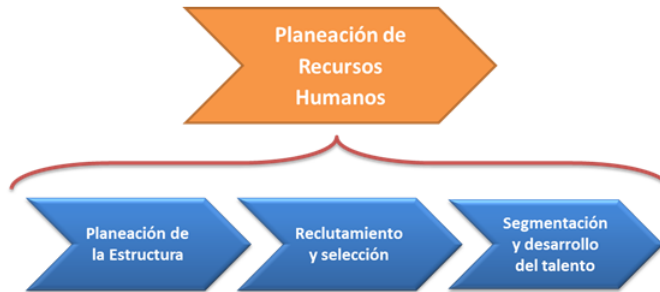 Planeación de
Recursos
Humanos
Planeación de
la Estructura
Reclutamiento
y selección
Segmentación
y desarrollo
del talento